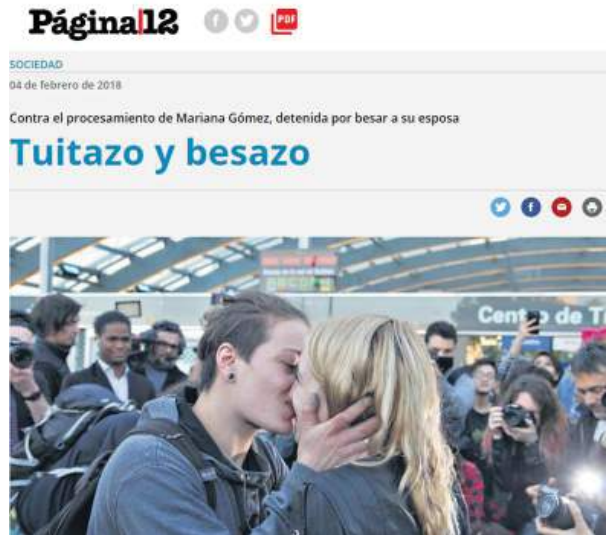 Página12
PDF
SOCIEDAD
04 de febrero de 2018
Contra el procesamiento de Mariana Gómez, detenida por besar a su esposa
Tuitazo y besazo
Centro de T